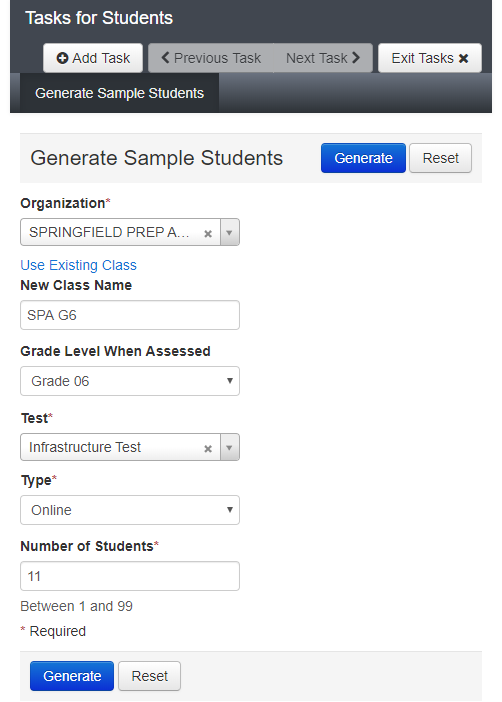 Tasks for Students
Add Task
Previous Task
Next Task
Exit Tasks
Generate Sample Students
Generate Sample Students
Generate
Reset
Organization*
SPRINGFIELD PREP A...
Use Existing Class
New Class Name
SPA G6
Grade Level When Assessed
Grade 06
Test*
Infrastructure Test
Type*
Online
Number of Students*
11
Between 1 and 99
* Required
Generate
Reset